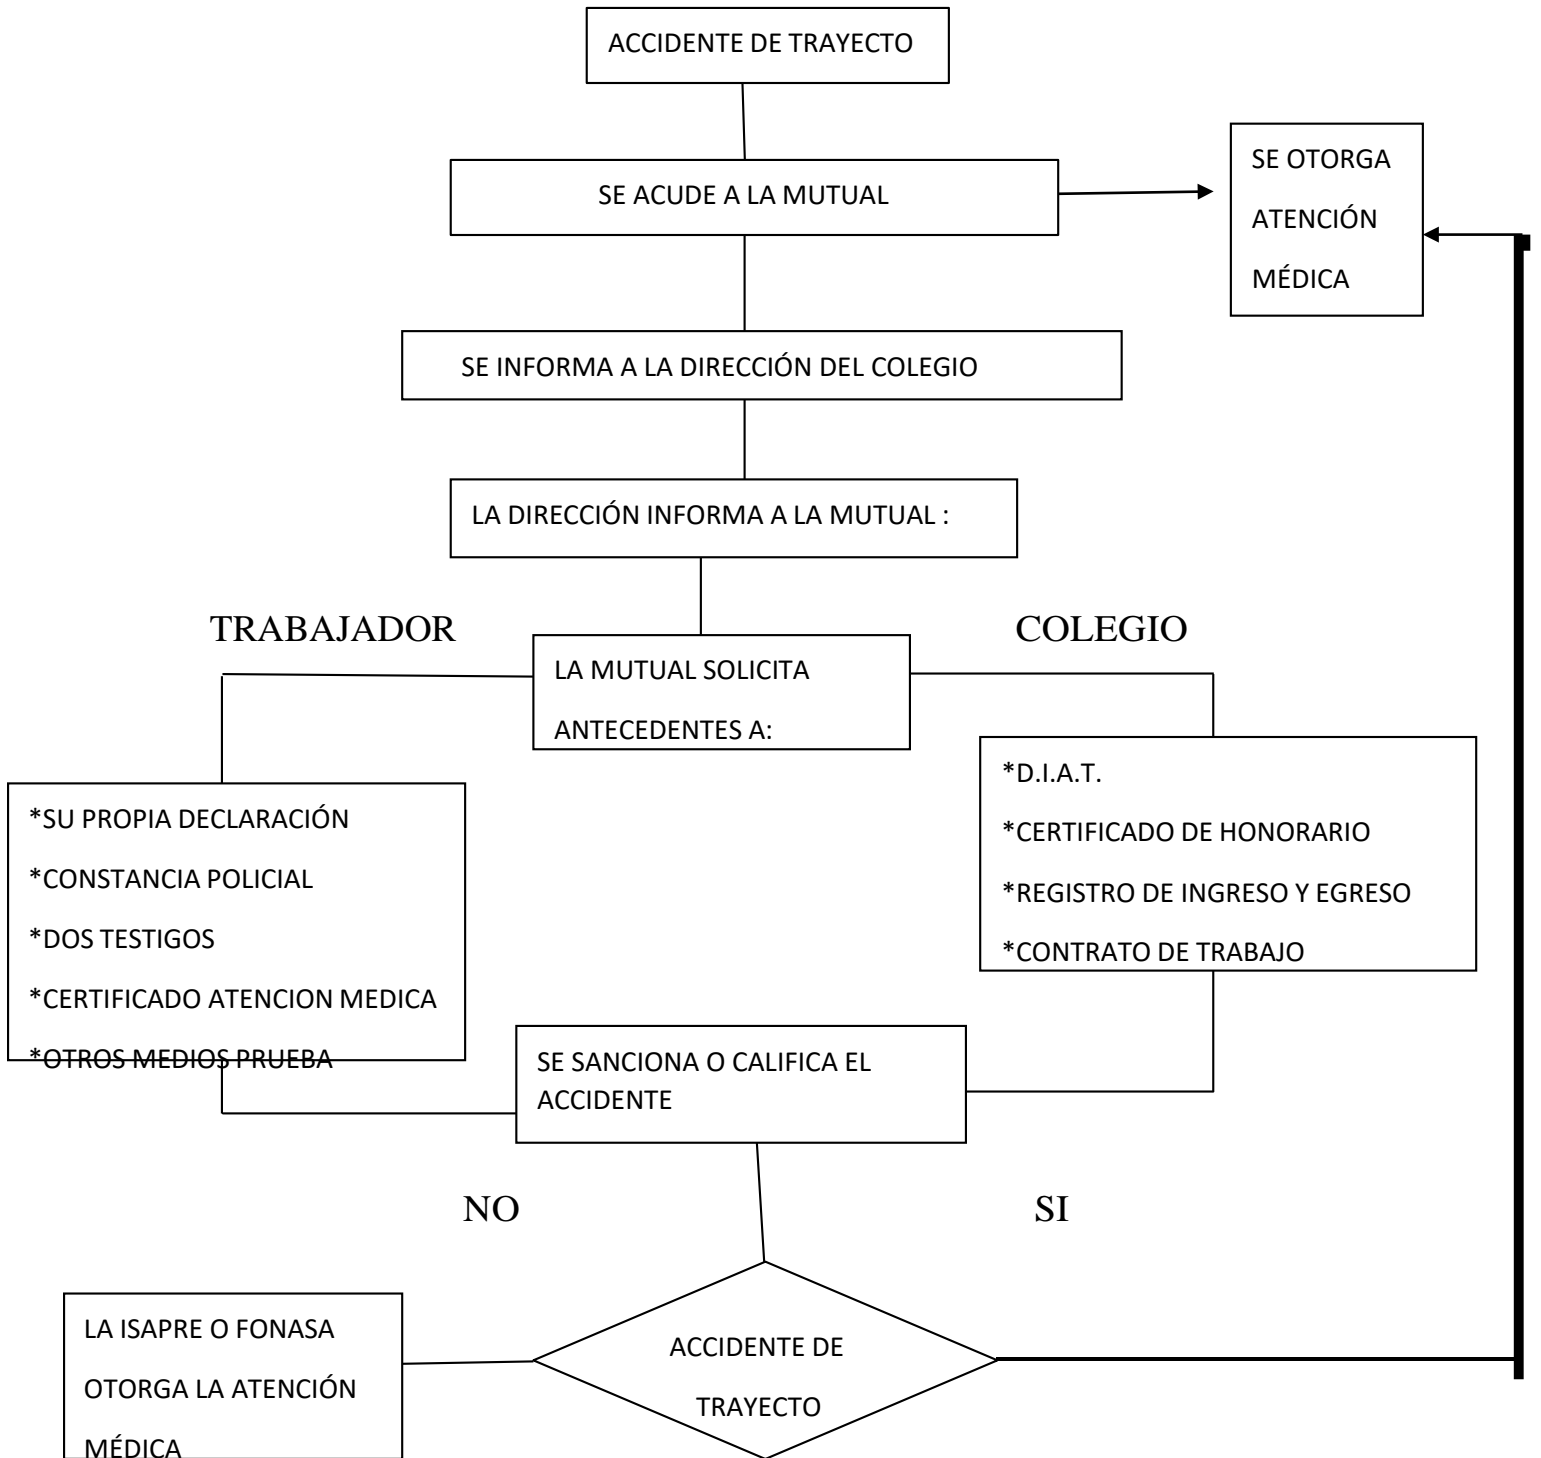 ACCIDENTE DE TRAYECTO
SE ACUDE A LA MUTUAL
SE OTORGA
ATENCIÓN
MÉDICA
SE INFORMA A LA DIRECCIÓN DEL COLEGIO
LA DIRECCIÓN INFORMA A LA MUTUAL :
TRABAJADOR
COLEGIO
LA MUTUAL SOLICITA
ANTECEDENTES A:
*SU PROPIA DECLARACIÓN
*CONSTANCIA POLICIAL
*DOS TESTIGOS
*CERTIFICADO ATENCION MEDICA
*OTROS MEDIOS PRUEBA
*D.I.A.T.
*CERTIFICADO DE HONORARIO
*REGISTRO DE INGRESO Y EGRESO
*CONTRATO DE TRABAJO
SE SANCIONA O CALIFICA EL
ACCIDENTE
NO
SI
LA ISAPRE O FONASA
OTORGA LA ATENCIÓN
MÉDICA
ACCIDENTE DE
TRAYECTO